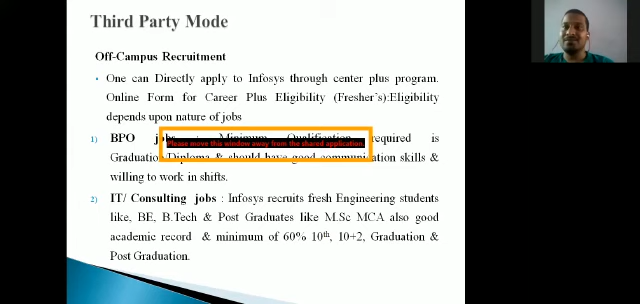 Third Party Mode
Off-Campus Recruitment
• One can Directly apply to Infosys through center plus program.
Online Form for Career Plus Eligibility (Fresher's):Eligibility
depends upon nature of jobs
1) BPO jobs : Minimum Qualification required is
Please move this window away from the shared application.
Graduation/Diploma & should have good communication skills &
willing to work in shifts.
2) IT/ Consulting jobs : Infosys recruits fresh Engineering students
like, BE, B.Tech & Post Graduates like M.Sc MCA also good
academic record & minimum of 60% 10th, 10+2, Graduation &
Post Graduation.